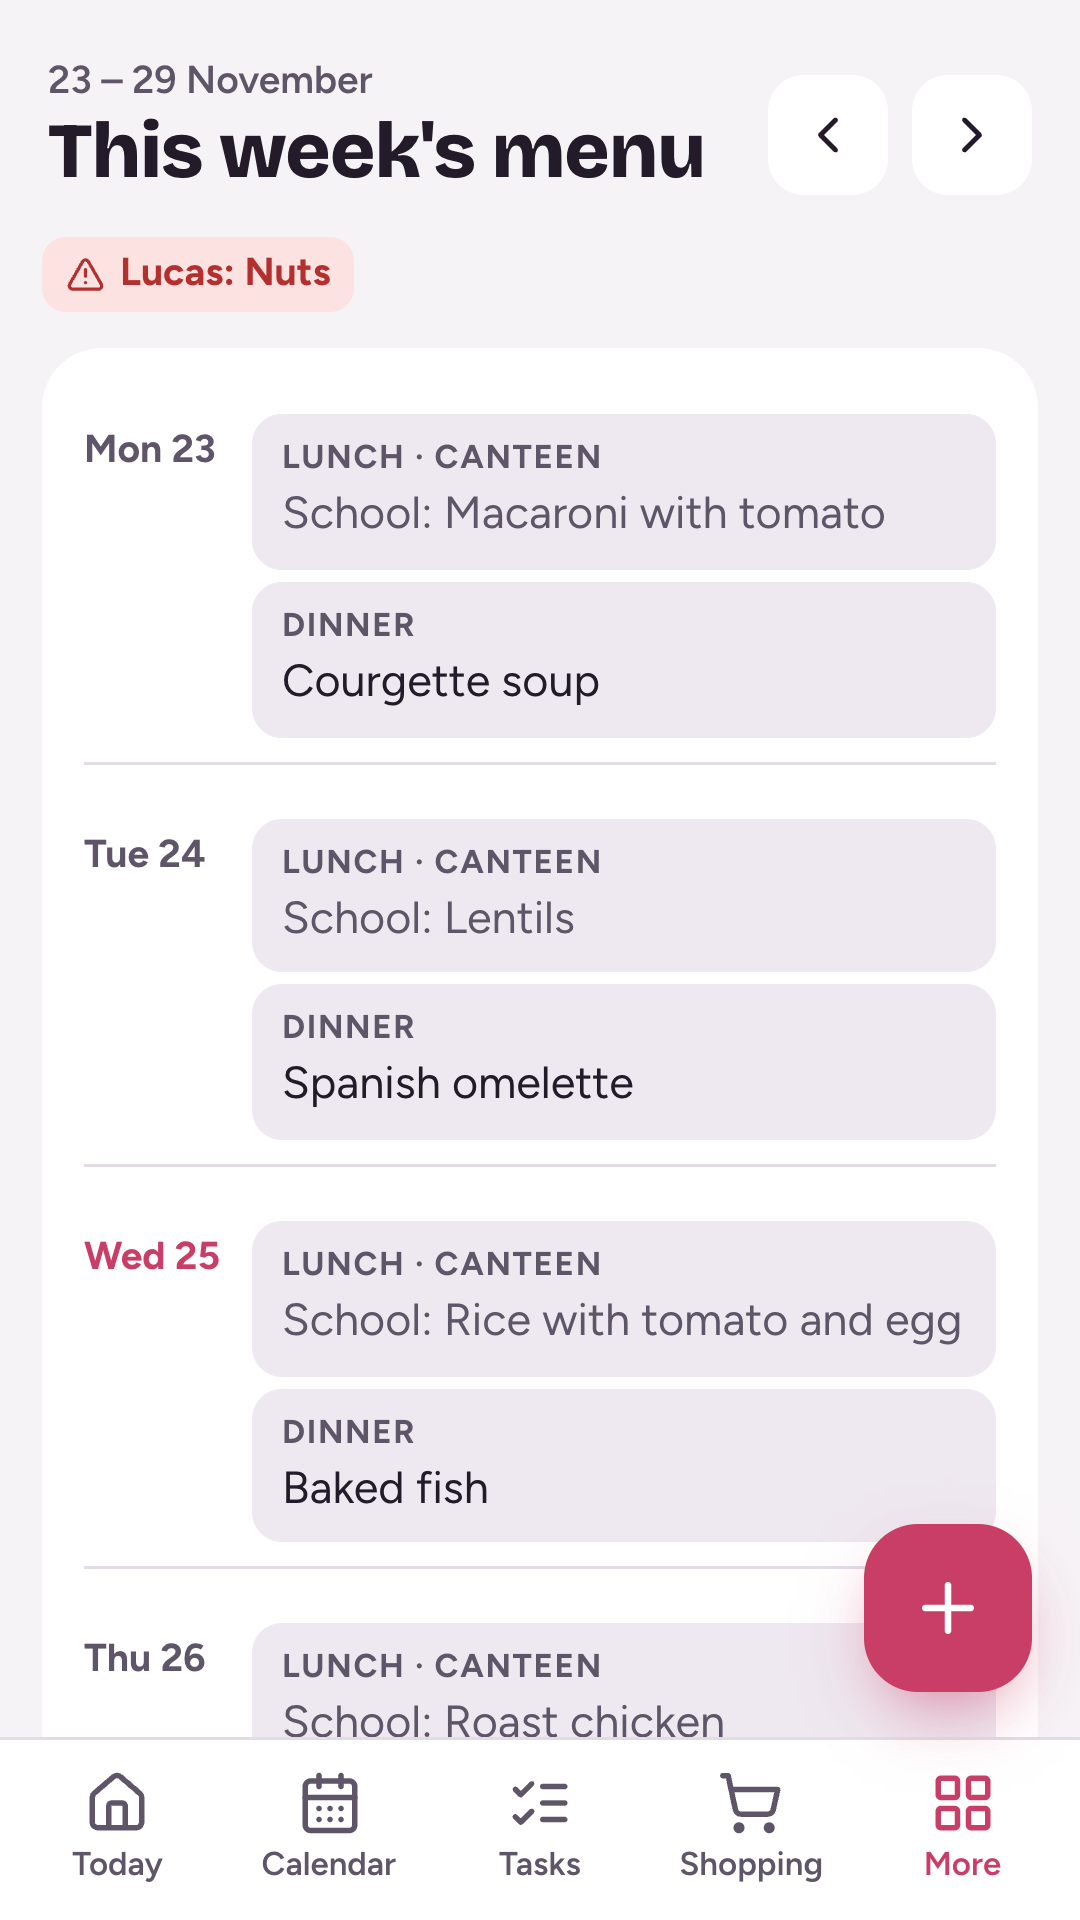 23 – 29 November
This week's menu
Lucas: Nuts
Mon 23
LUNCH · CANTEEN
School: Macaroni with tomato
DINNER
Courgette soup
Tue 24
LUNCH · CANTEEN
School: Lentils
DINNER
Spanish omelette
Wed 25
LUNCH · CANTEEN
School: Rice with tomato and egg
DINNER
Baked fish
Thu 26
LUNCH · CANTEEN
School: Roast chicken
Today
Calendar
Tasks
Shopping
More